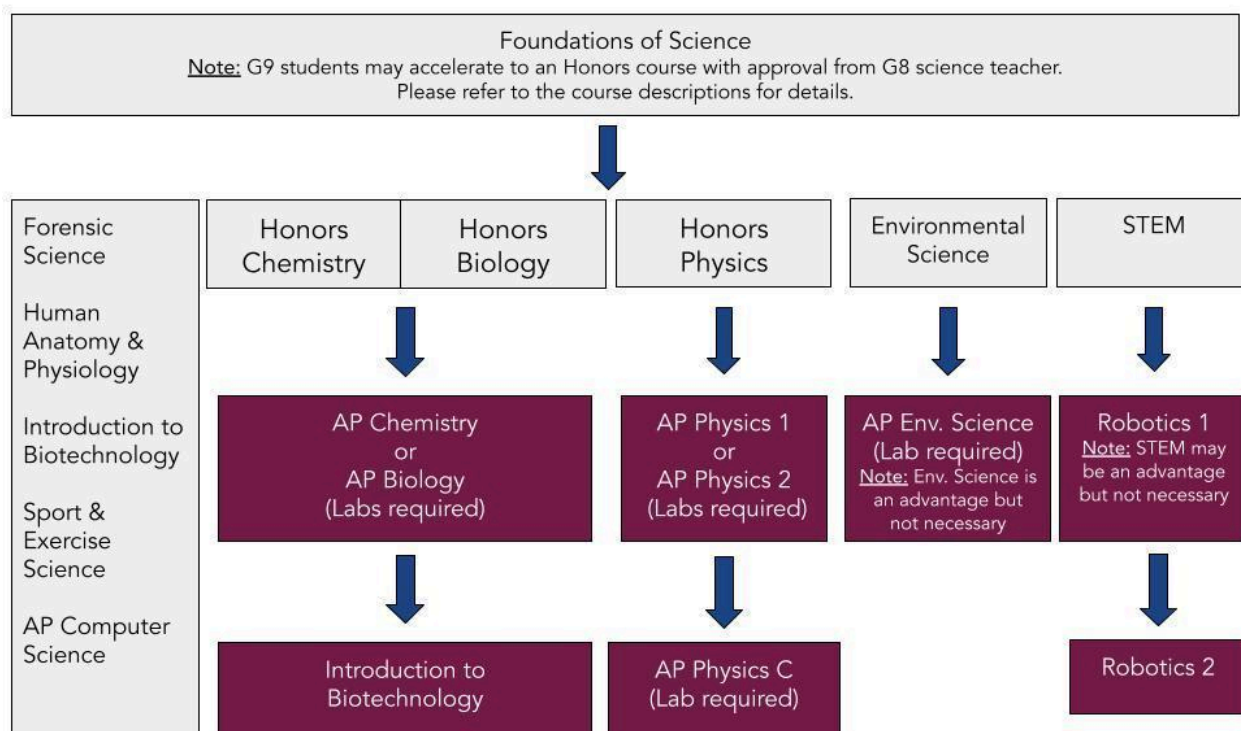 Foundations of Science
Note: G9 students may accelerate to an Honors course with approval from G8 science teacher.
Please refer to the course descriptions for details.
Forensic
Science
Human
Anatomy &
Physiology
Introduction to
Biotechnology
Sport &
Exercise
Science
AP Computer
Science
Honors
Chemistry
Honors
Biology
Honors
Physics
Environmental
Science
STEM
AP Chemistry
or
AP Biology
(Labs required)
AP Physics 1
or
AP Physics 2
(Labs required)
AP Env. Science
(Lab required)
Note: Env. Science is
an advantage but
not necessary
Robotics 1
Note: STEM may
be an advantage
but not necessary
Introduction to
Biotechnology
AP Physics C
(Lab required)
Robotics 2